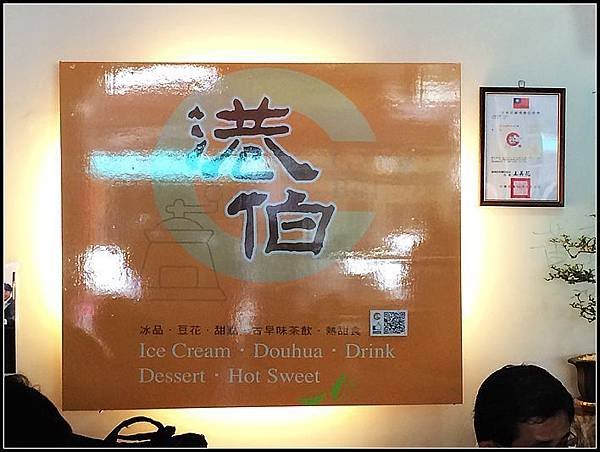 港
伯
冰品・豆花・甜點・古早味茶飲・熱甜食
Ice Cream・Douhua・Drink
Dessert・Hot Sweet